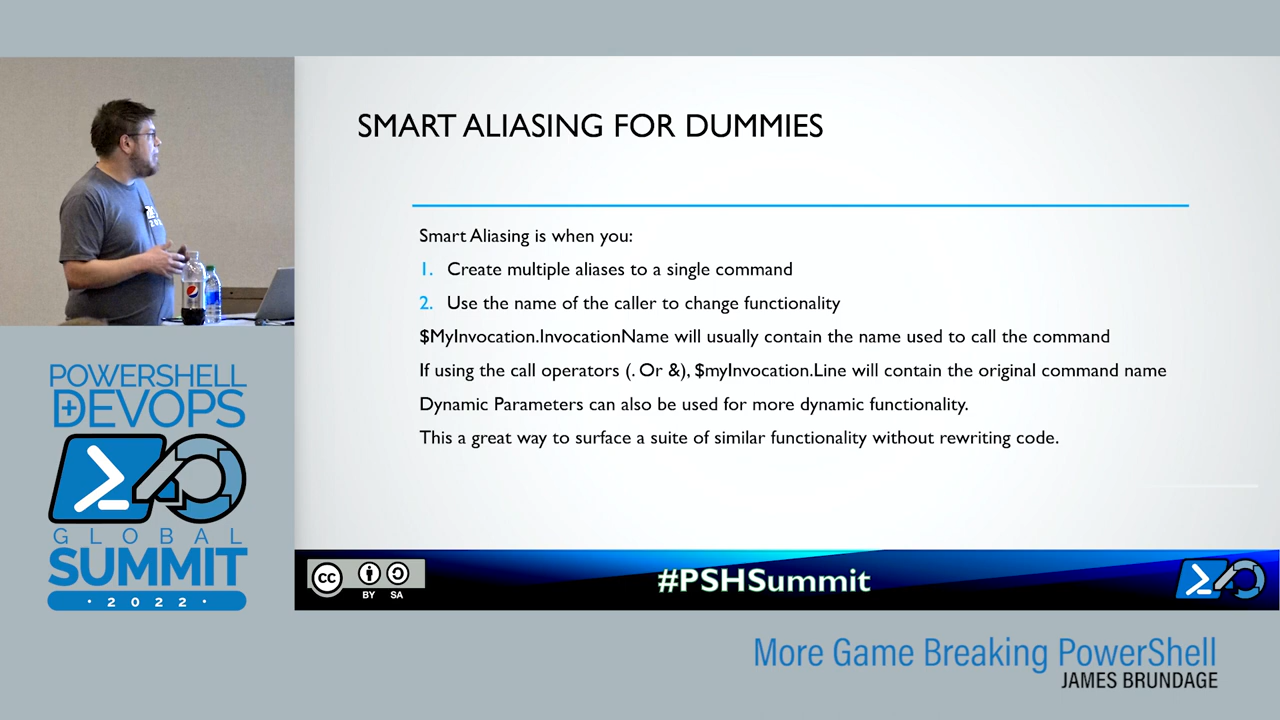 SMART ALIASING FOR DUMMIES
Smart Aliasing is when you:
1. Create multiple aliases to a single command
2. Use the name of the caller to change functionality
$MyInvocation.InvocationName will usually contain the name used to call the command
If using the call operators (. Or &), $myInvocation.Line will contain the original command name
Dynamic Parameters can also be used for more dynamic functionality.
This a great way to surface a suite of similar functionality without rewriting code.
POWERSHELL
DEVOPS
GLOBAL
SUMMIT
· 2022 ·
CC
BY SA
#PSHSummit
More Game Breaking PowerShell
JAMES BRUNDAGE